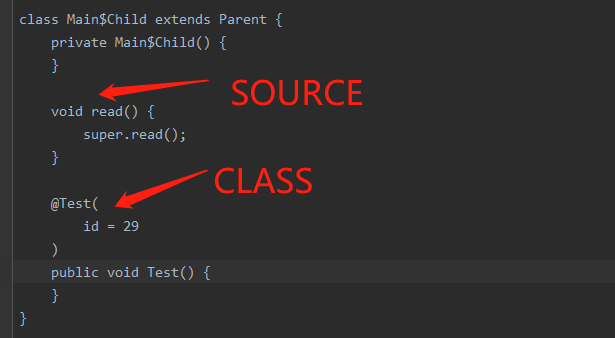 class Main$Child extends Parent {
    private Main$Child() {
    }
    void read() {
SOURCE
        super.read();
    }
CLASS
    @Test(
        id = 29
    )
    public void Test() {
    }
}